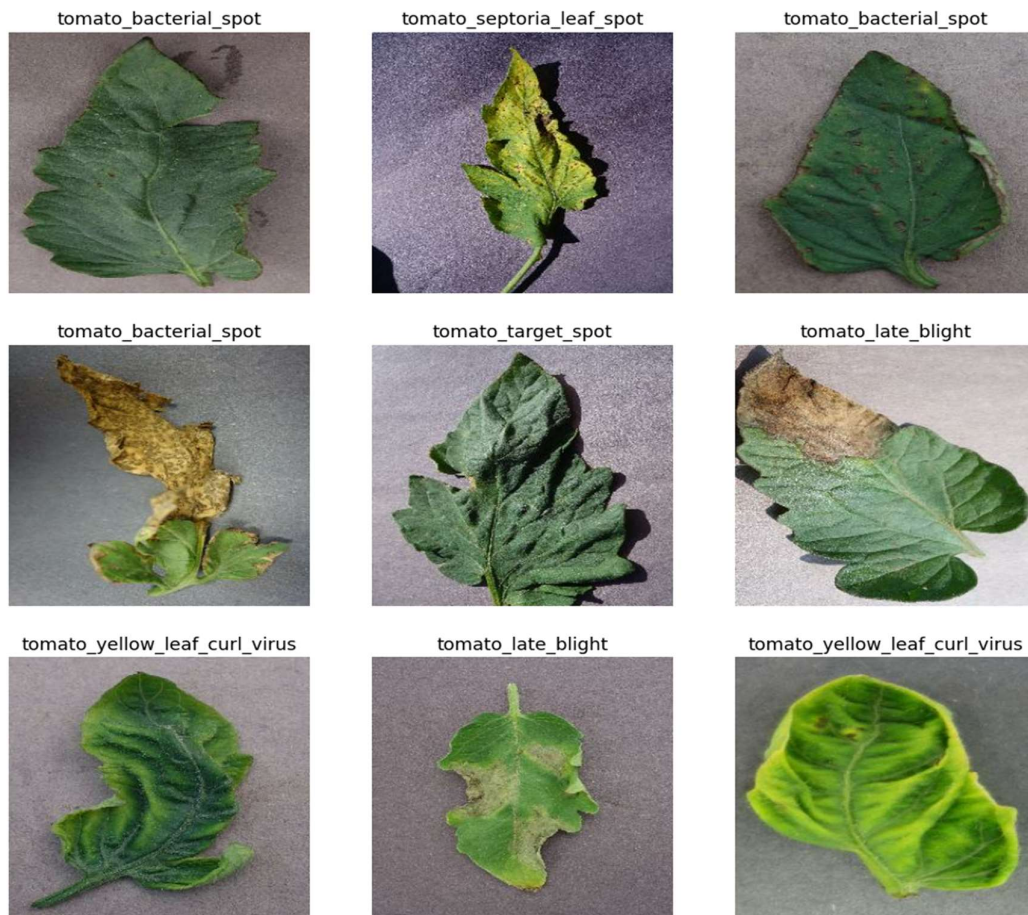 tomato_bacterial_spot
tomato_septoria_leaf_spot
tomato_bacterial_spot
tomato_bacterial_spot
tomato_target_spot
tomato_late_blight
tomato_yellow_leaf_curl_virus
tomato_late_blight
tomato_yellow_leaf_curl_virus